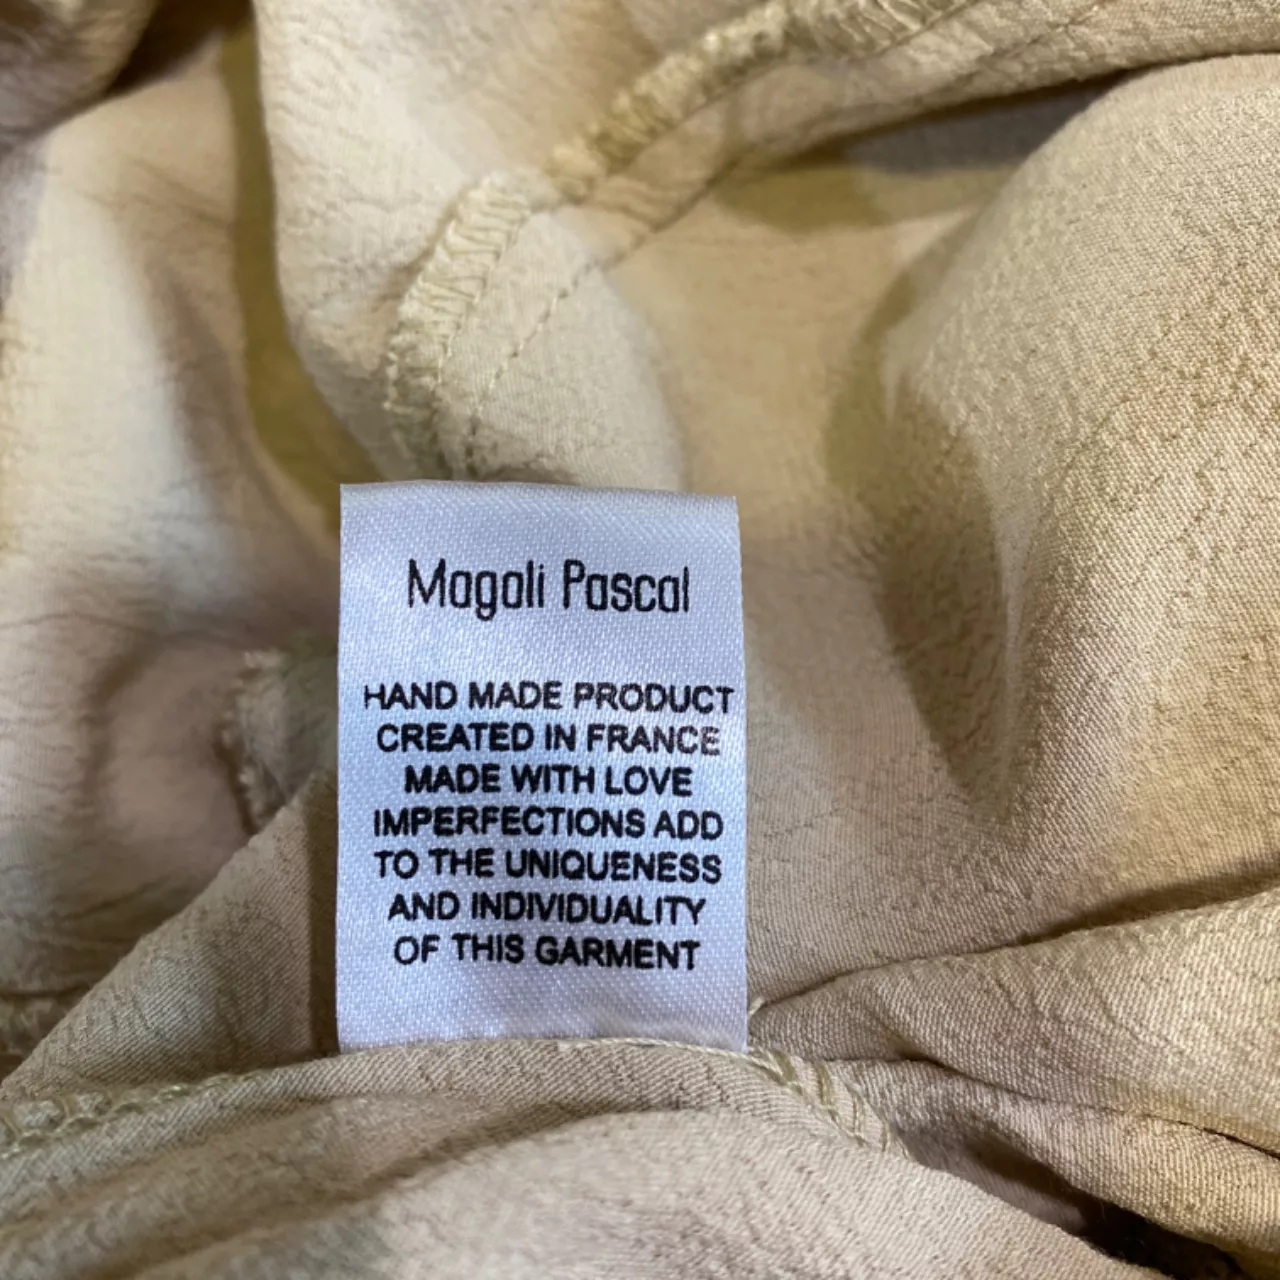 Magali Pascal
HAND MADE PRODUCT
CREATED IN FRANCE
MADE WITH LOVE
IMPERFECTIONS ADD
TO THE UNIQUENESS
AND INDIVIDUALITY
OF THIS GARMENT